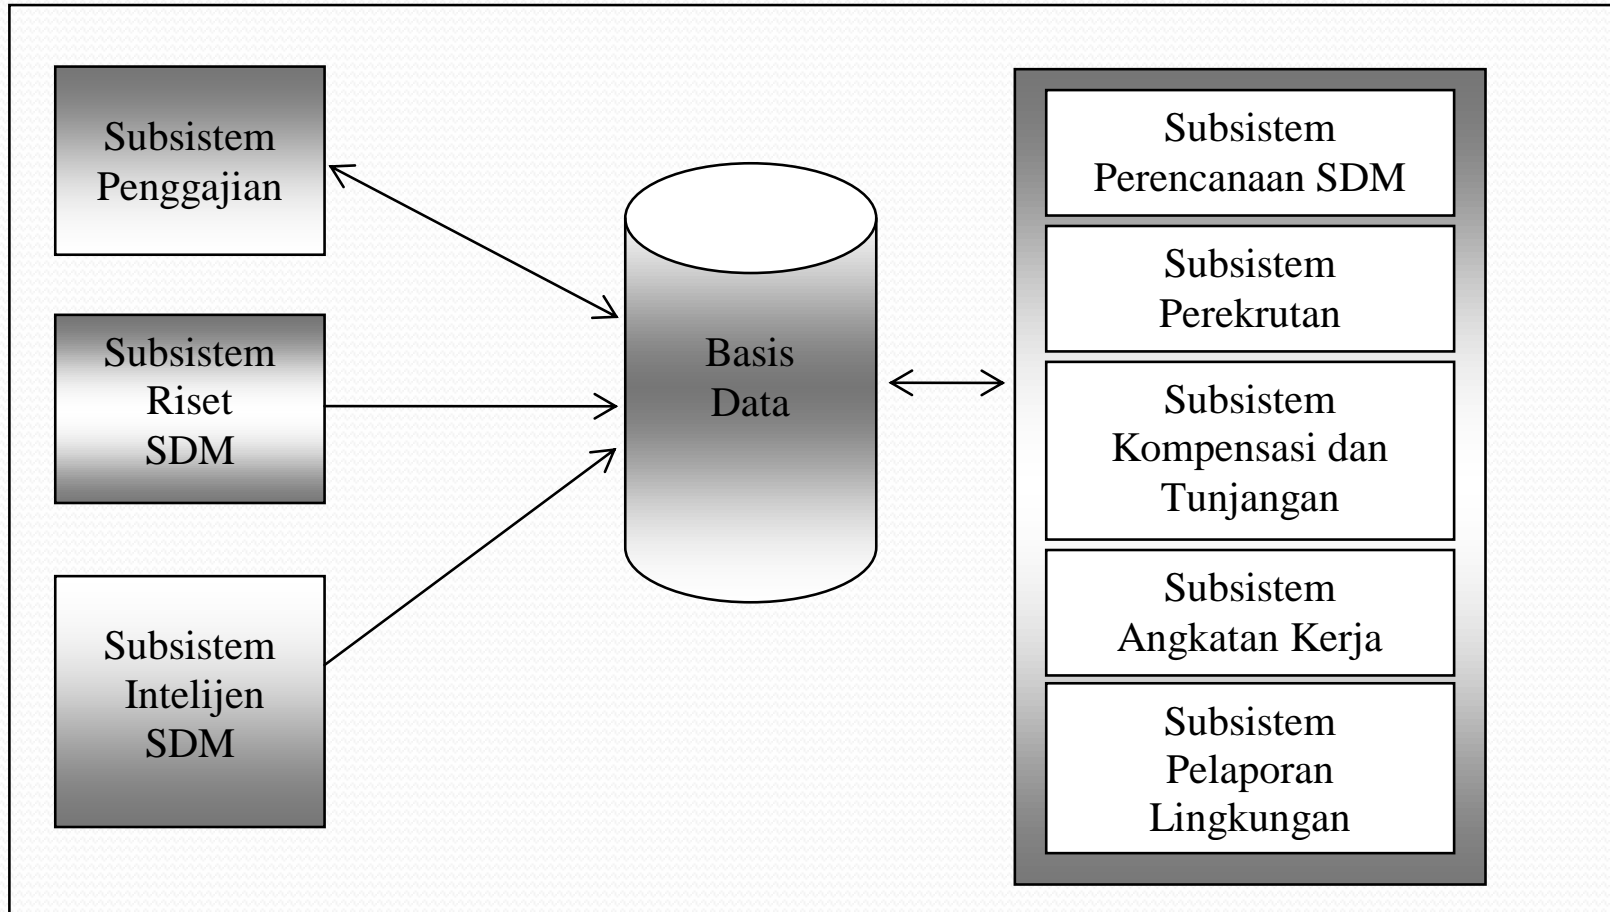 Subsistem
Penggajian
Subsistem
Riset
SDM
Subsistem
Intelijen
SDM
Basis
Data
Subsistem
Perencanaan SDM
Subsistem
Perekrutan
Subsistem
Kompensasi dan
Tunjangan
Subsistem
Angkatan Kerja
Subsistem
Pelaporan
Lingkungan